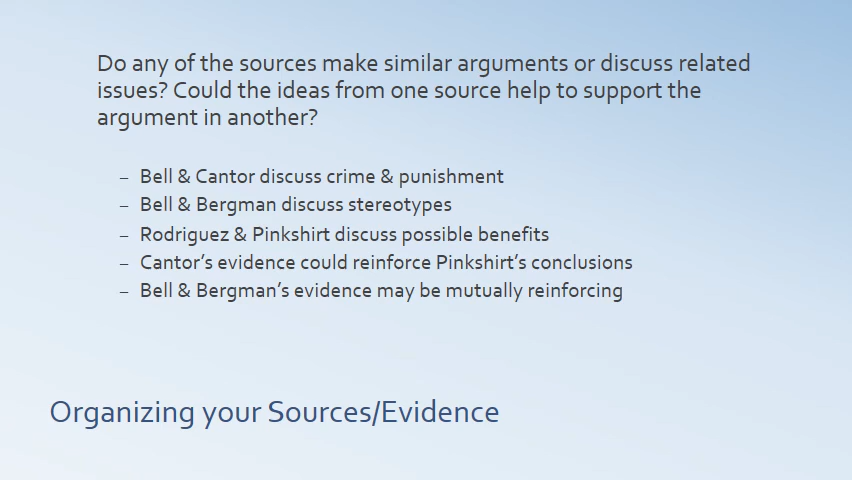 Do any of the sources make similar arguments or discuss related
issues? Could the ideas from one source help to support the
argument in another?
– Bell & Cantor discuss crime & punishment
– Bell & Bergman discuss stereotypes
– Rodriguez & Pinkshirt discuss possible benefits
– Cantor’s evidence could reinforce Pinkshirt’s conclusions
– Bell & Bergman’s evidence may be mutually reinforcing
Organizing your Sources/Evidence